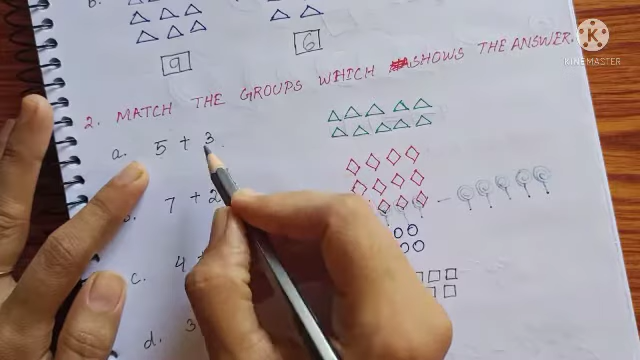 b.
9
6
KINEMASTER
2. MATCH THE GROUPS WHICH SHOWS THE ANSWER.
a. 5 + 3
7 + 2
c. 4
d. 3